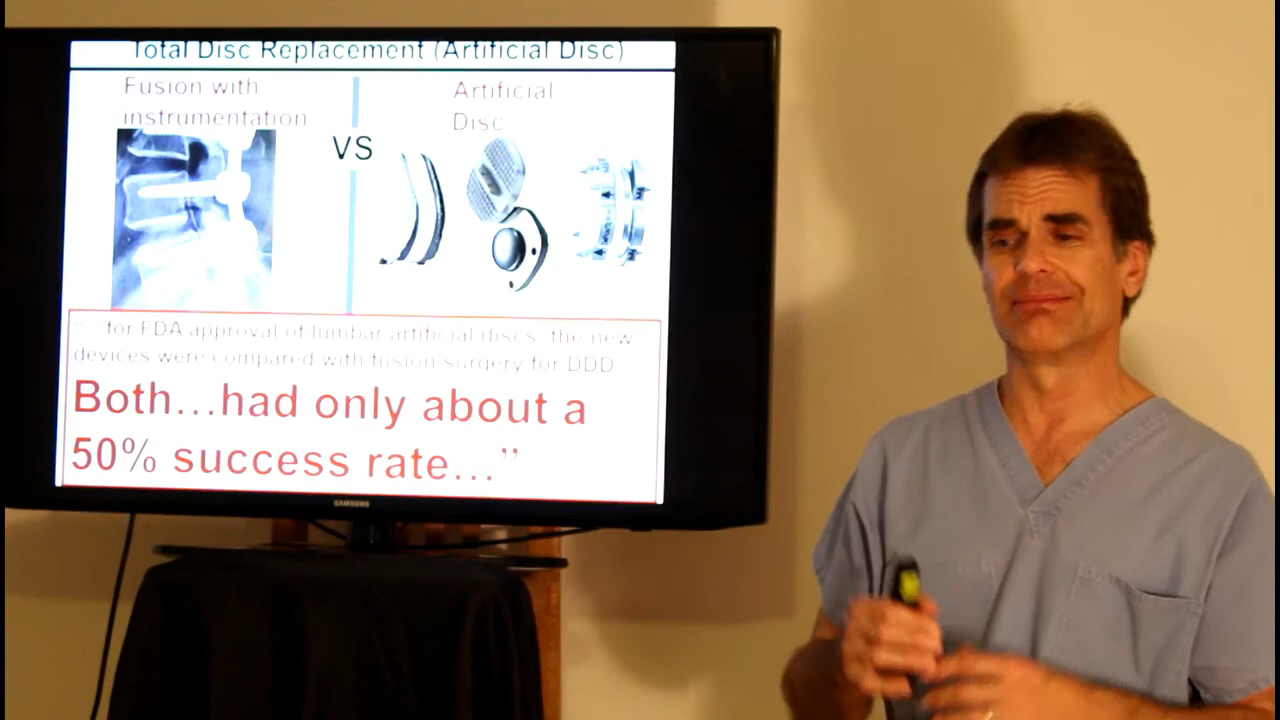 Total Disc Replacement (Artificial Disc)
Fusion with
instrumentation
VS
Artificial
Disc
"...for FDA approval of lumbar artificial discs, the new
devices were compared with fusion surgery for DDD
Both...had only about a
50% success rate..."
SAMSUNG